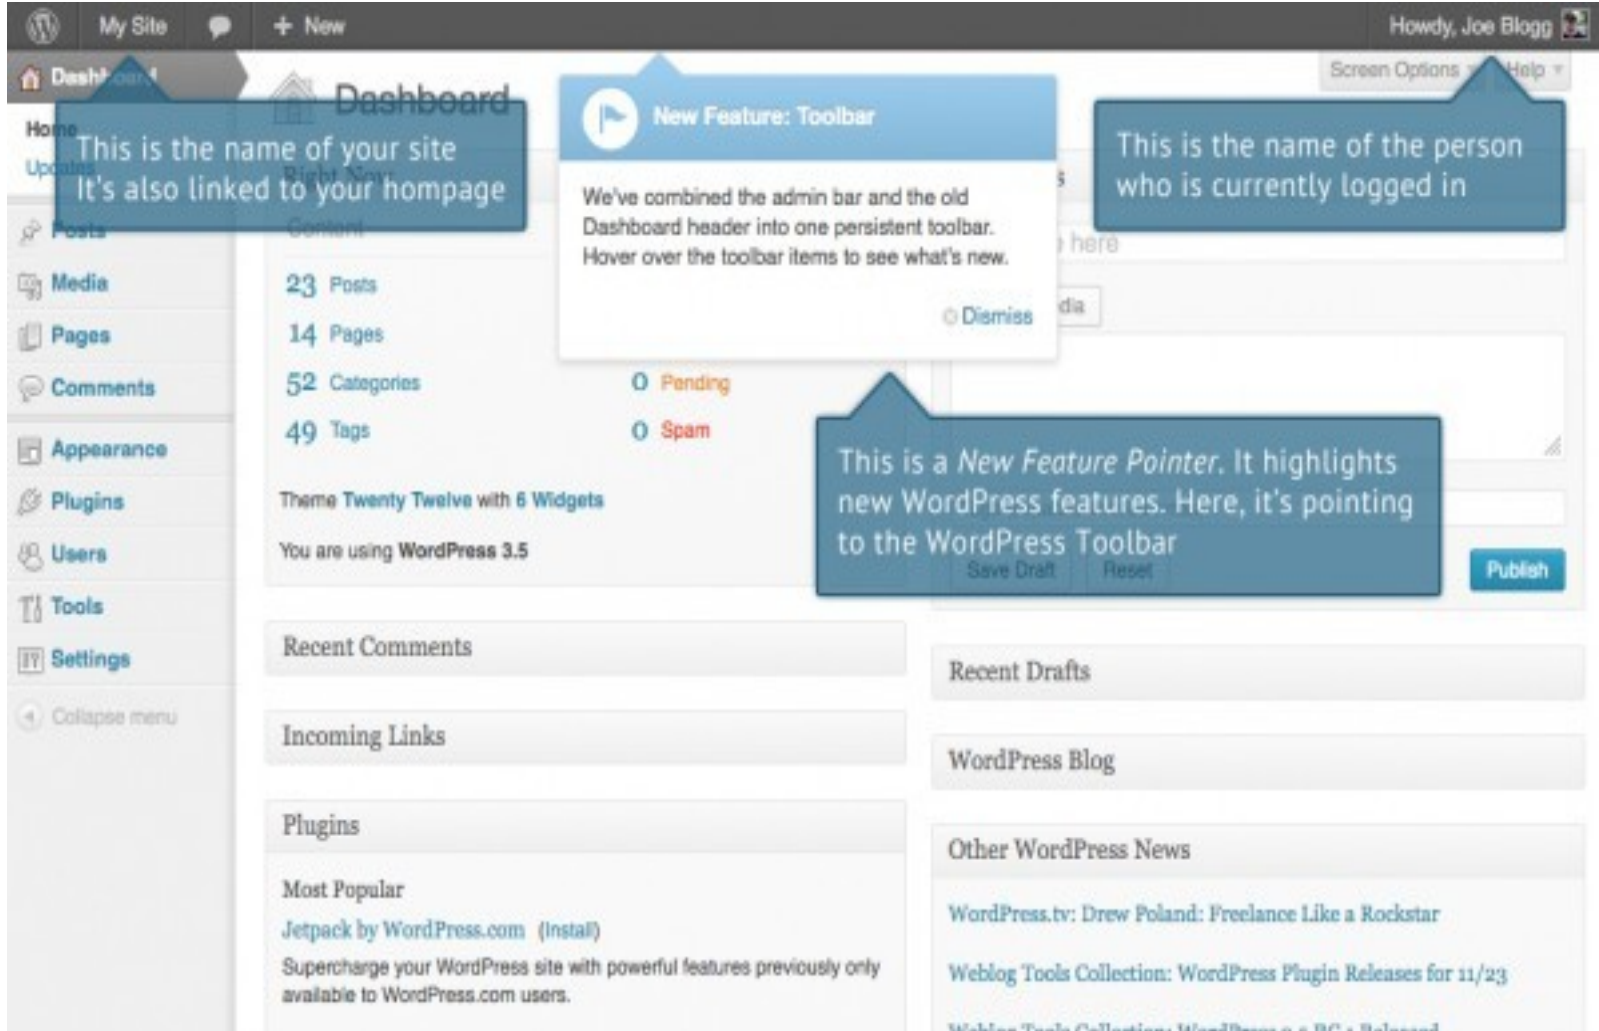 My Site
+ New
Howdy, Joe Blogg
Dashboard
Home
Updates
Posts
Media
Pages
Comments
Appearance
Plugins
Users
Tools
Settings
Collapse menu
This is the name of your site
It's also linked to your hompage
Dashboard
Screen Options
Help
New Feature: Toolbar
We've combined the admin bar and the old
Dashboard header into one persistent toolbar.
Hover over the toolbar items to see what's new.
Dismiss
This is the name of the person
who is currently logged in
Right Now
Content
23 Posts
14 Pages
52 Categories
49 Tags
0 Pending
0 Spam
Theme Twenty Twelve with 6 Widgets
You are using WordPress 3.5
here
This is a New Feature Pointer. It highlights
new WordPress features. Here, it's pointing
to the WordPress Toolbar
Save Draft
Reset
Publish
Recent Comments
Incoming Links
Plugins
Most Popular
Jetpack by WordPress.com (Install)
Supercharge your WordPress site with powerful features previously only
available to WordPress.com users.
Recent Drafts
WordPress Blog
Other WordPress News
WordPress.tv: Drew Poland: Freelance Like a Rockstar
Weblog Tools Collection: WordPress Plugin Releases for 11/23